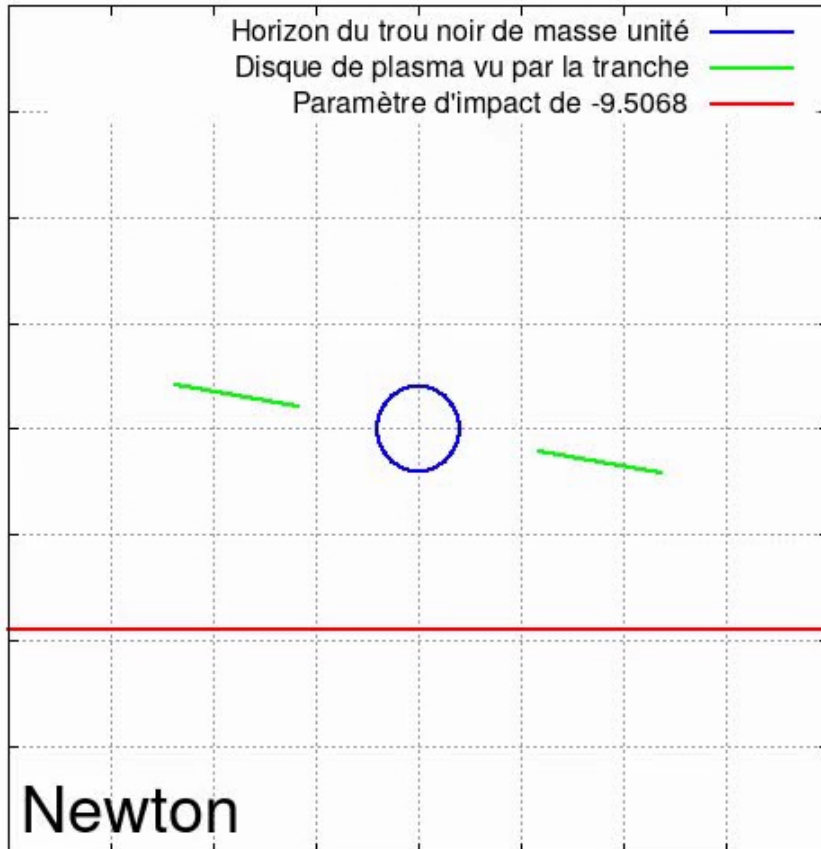 Horizon du trou noir de masse unité
Disque de plasma vu par la tranche
Paramètre d'impact de -9.5068
Newton